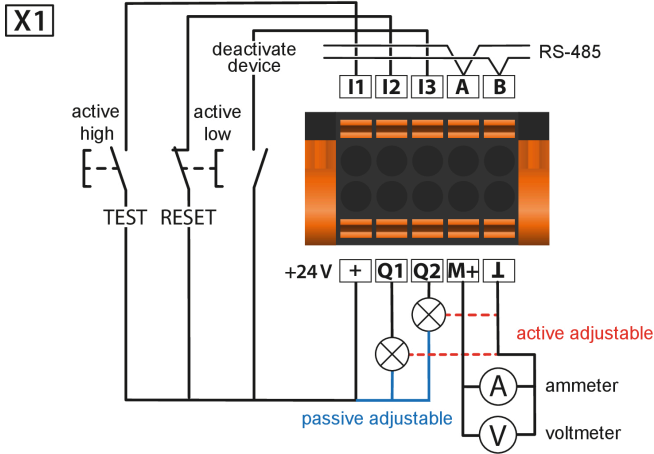 X1
deactivate
device
RS-485
I1 I2 I3 A B
active
high
active
low
TEST RESET
+24 V + Q1 Q2 M+ ⊥
active adjustable
A ammeter
passive adjustable
V voltmeter